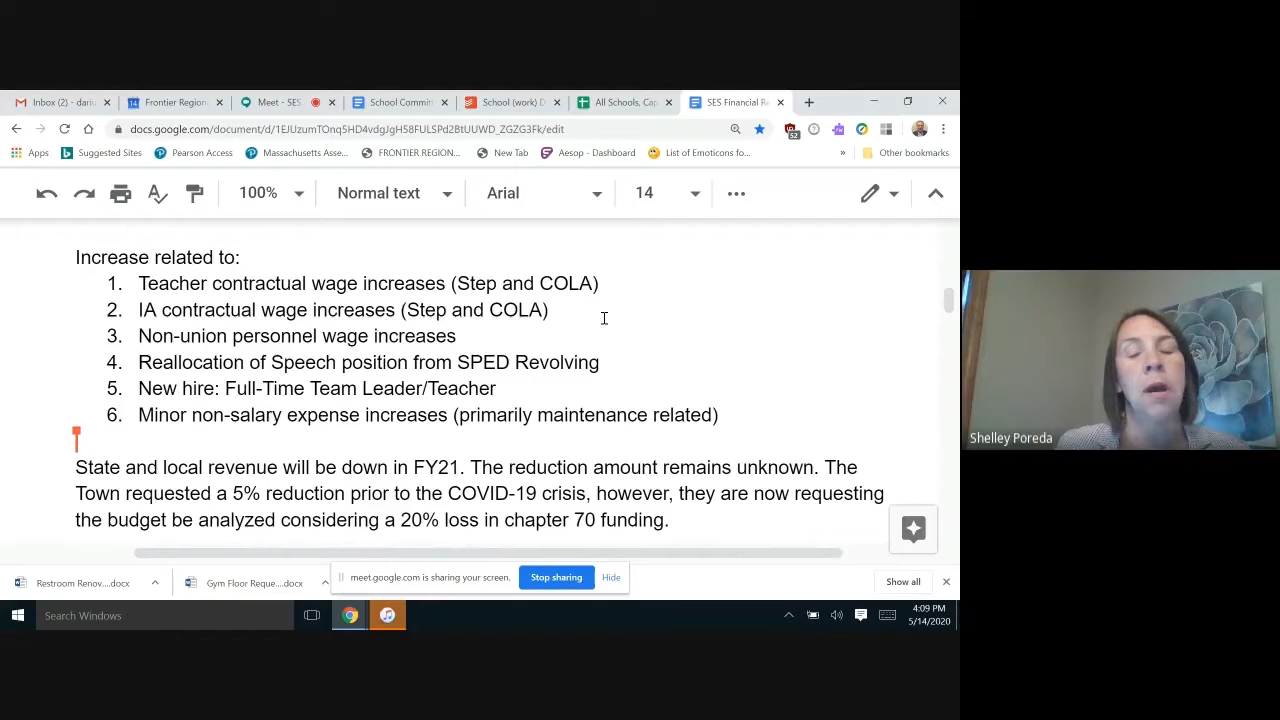 Inbox (2) - dariu
Frontier Region
Meet - SES
School Committ
School (work) D
All Schools, Cap
SES Financial Re
docs.google.com/document/d/1EJUzumTOnq5HD4vdgJgH58FULSPd2BtUUWD_ZGZG3Fk/edit
52
Apps
Suggested Sites
Pearson Access
Massachusetts Asse...
FRONTIER REGION...
New Tab
Aesop - Dashboard
List of Emoticons fo...
»
Other bookmarks
100%
Normal text
Arial
14
Increase related to:
1. Teacher contractual wage increases (Step and COLA)
2. IA contractual wage increases (Step and COLA)
3. Non-union personnel wage increases
4. Reallocation of Speech position from SPED Revolving
5. New hire: Full-Time Team Leader/Teacher
6. Minor non-salary expense increases (primarily maintenance related)
State and local revenue will be down in FY21. The reduction amount remains unknown. The
Town requested a 5% reduction prior to the COVID-19 crisis, however, they are now requesting
the budget be analyzed considering a 20% loss in chapter 70 funding.
Shelley Poreda
Restroom Renov....docx
Gym Floor Reque....docx
meet.google.com is sharing your screen.
Stop sharing
Hide
Show all
Search Windows
4:09 PM
5/14/2020